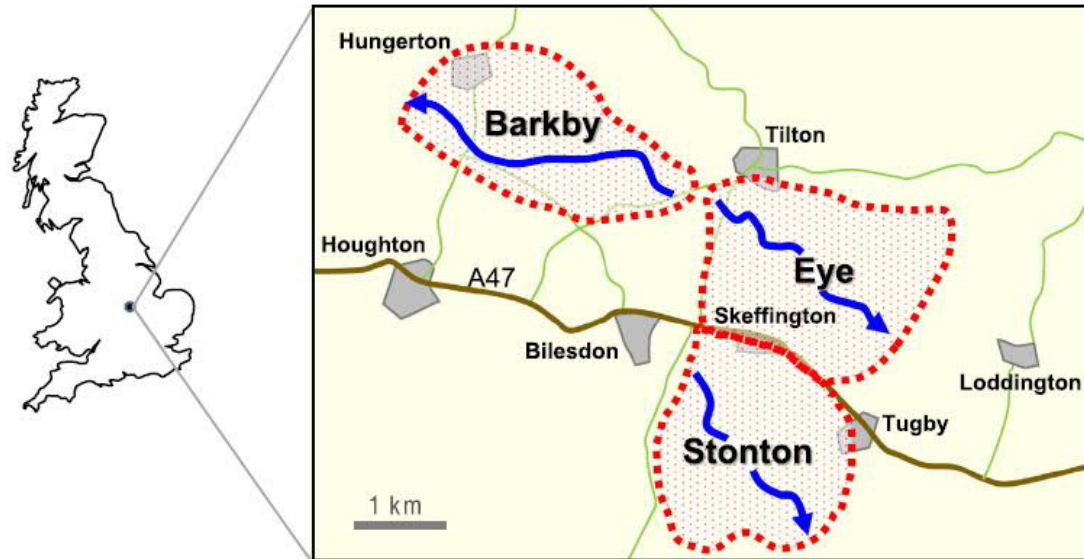 Hungerton
Barkby
Tilton
Houghton
A47
Eye
Skeffington
Bilesdon
Loddington
Tugby
Stonton
1 km